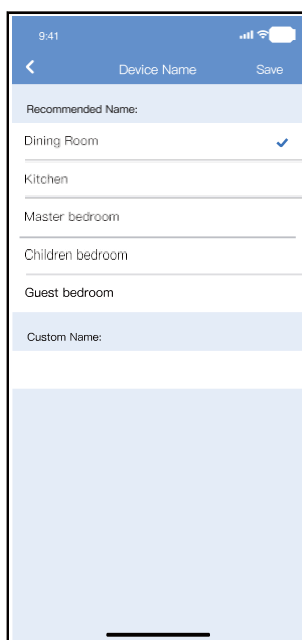 9:41
Device Name Save
Recommended Name:
Dining Room
Kitchen
Master bedroom
Children bedroom
Guest bedroom
Custom Name: